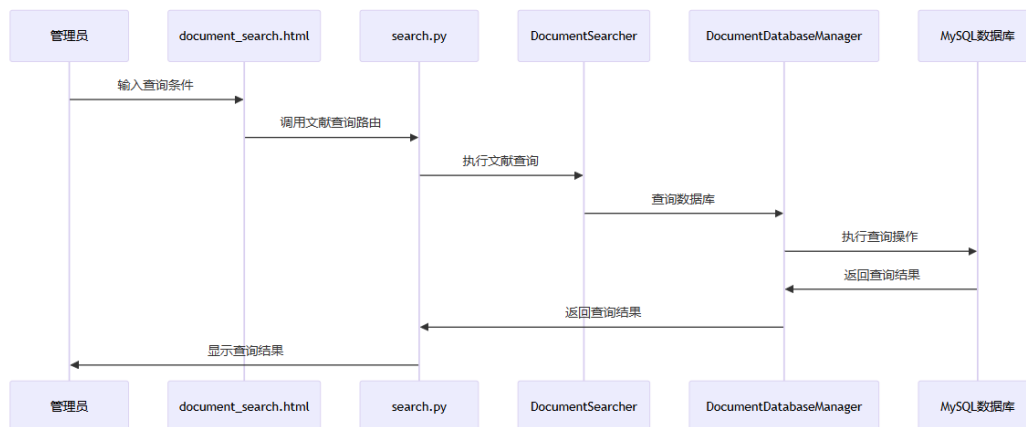 管理员
document_search.html
search.py
DocumentSearcher
DocumentDatabaseManager
MySQL数据库
输入查询条件
调用文献查询路由
执行文献查询
查询数据库
执行查询操作
返回查询结果
返回查询结果
显示查询结果
管理员
document_search.html
search.py
DocumentSearcher
DocumentDatabaseManager
MySQL数据库